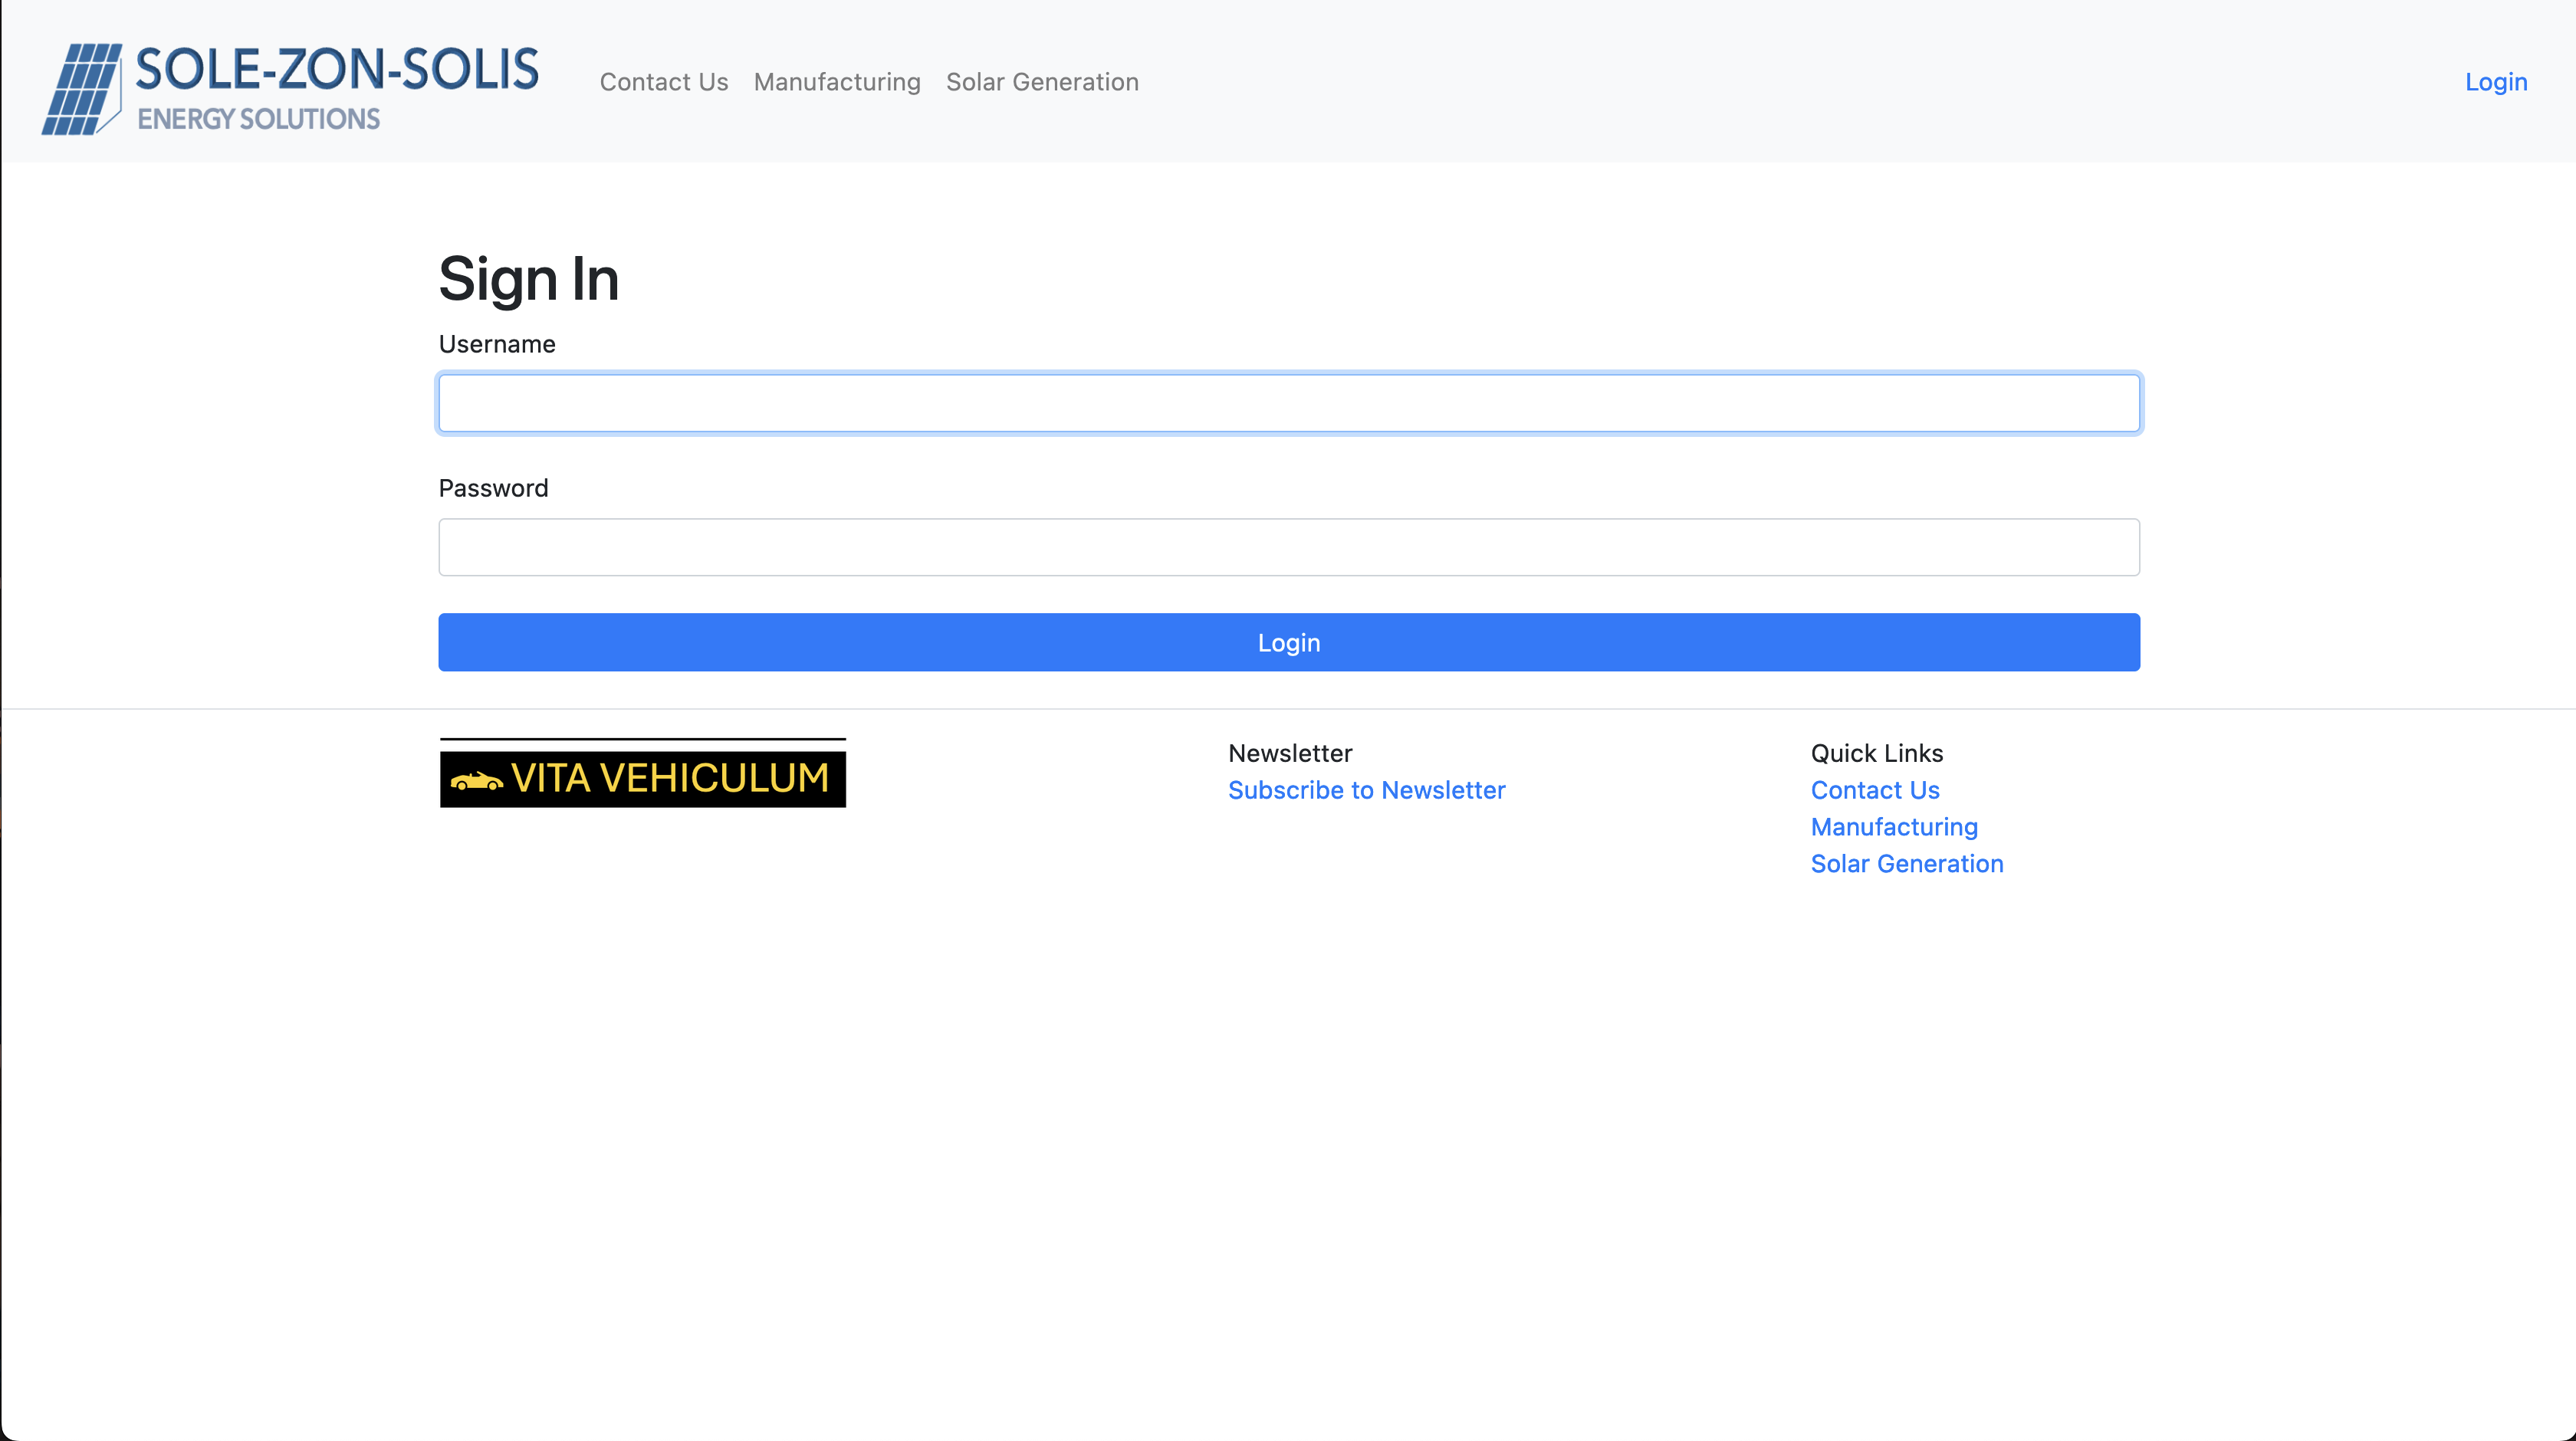 SOLE-ZON-SOLIS
ENERGY SOLUTIONS
Contact Us Manufacturing Solar Generation Login
Sign In
Username
Password
Login
VITA VEHICULUM
Newsletter
Subscribe to Newsletter
Quick Links
Contact Us
Manufacturing
Solar Generation